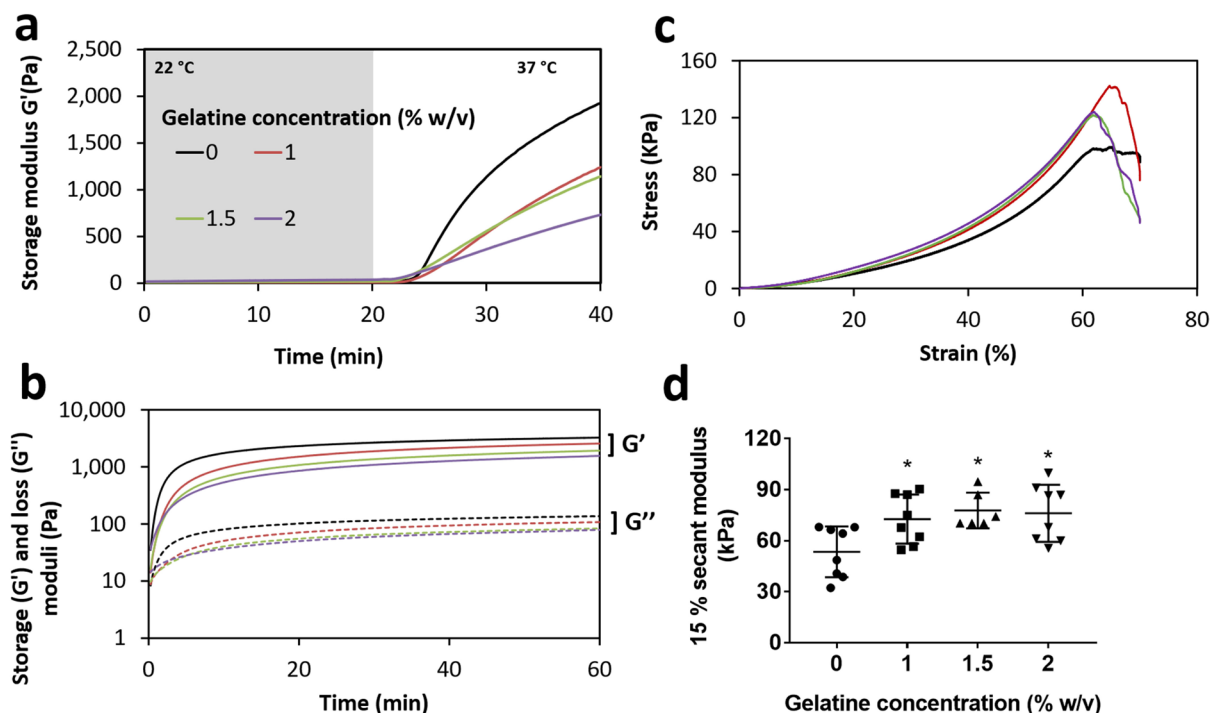 a
2,500
2,000
1,500
1,000
500
0
Storage modulus G'(Pa)
22 °C
37 °C
Gelatine concentration (% w/v)
0
1
1.5
2
0
10
20
30
40
Time (min)
c
160
120
80
40
0
Stress (KPa)
0
20
40
60
80
Strain (%)
b
10,000
1,000
100
10
1
Storage (G') and loss (G'')
moduli (Pa)
] G'
] G''
0
20
40
60
Time (min)
d
120
90
60
30
0
15 % secant modulus
(kPa)
*
*
*
0
1
1.5
2
Gelatine concentration (% w/v)